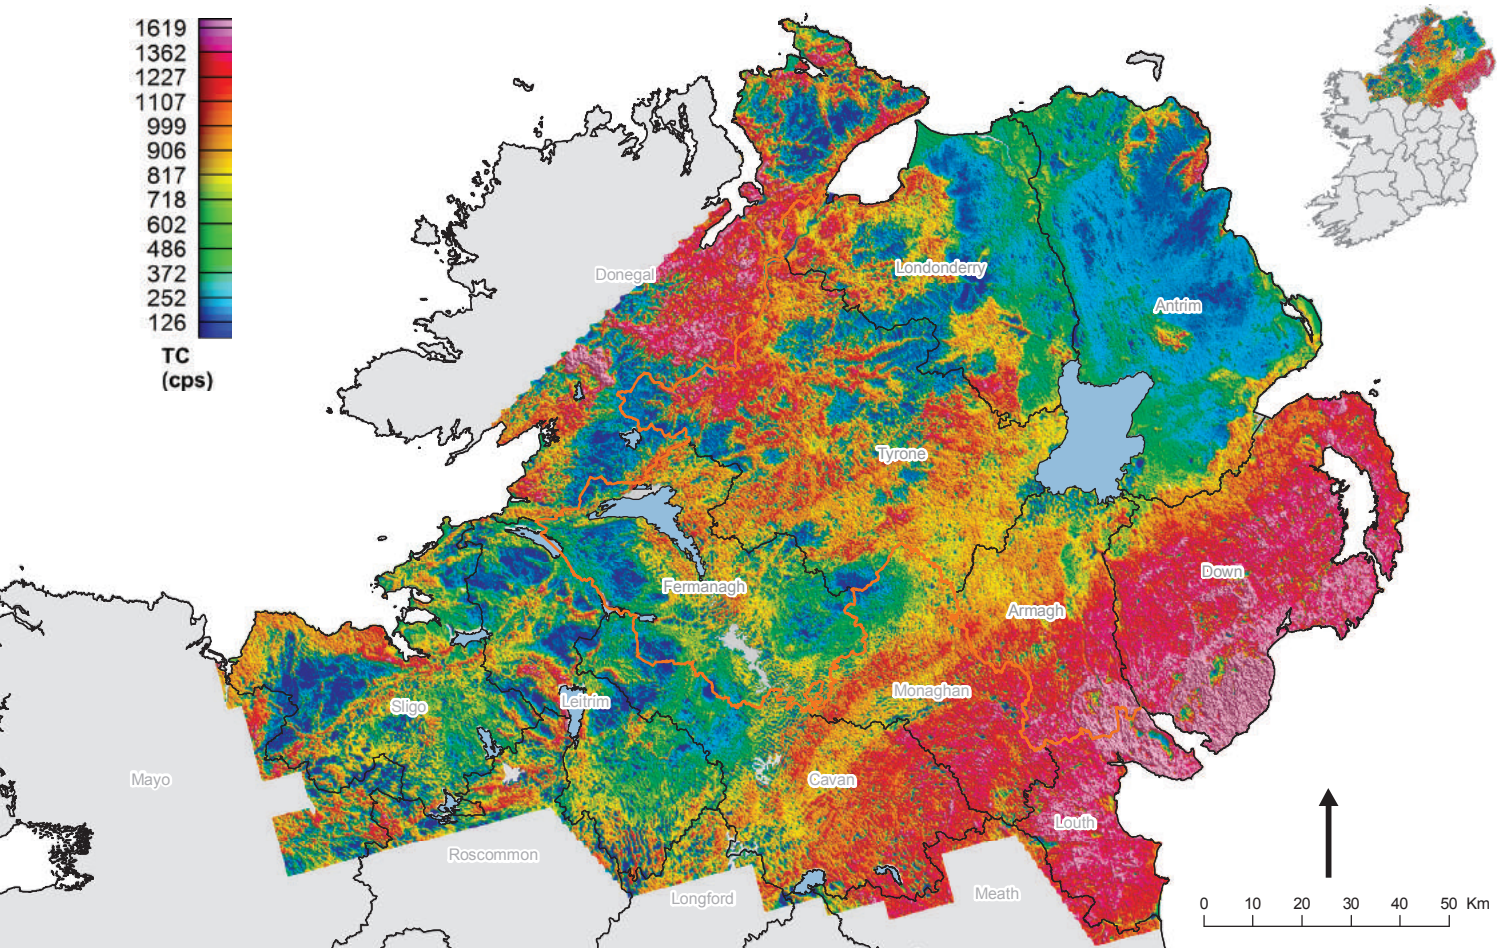 1619
1362
1227
1107
999
906
817
718
602
486
372
252
126
TC
(cps)
Donegal
Londonderry
Antrim
Tyrone
Fermanagh
Down
Armagh
Monaghan
Leitrim
Sligo
Mayo
Cavan
Louth
Roscommon
Longford
Meath
0 10 20 30 40 50 Km